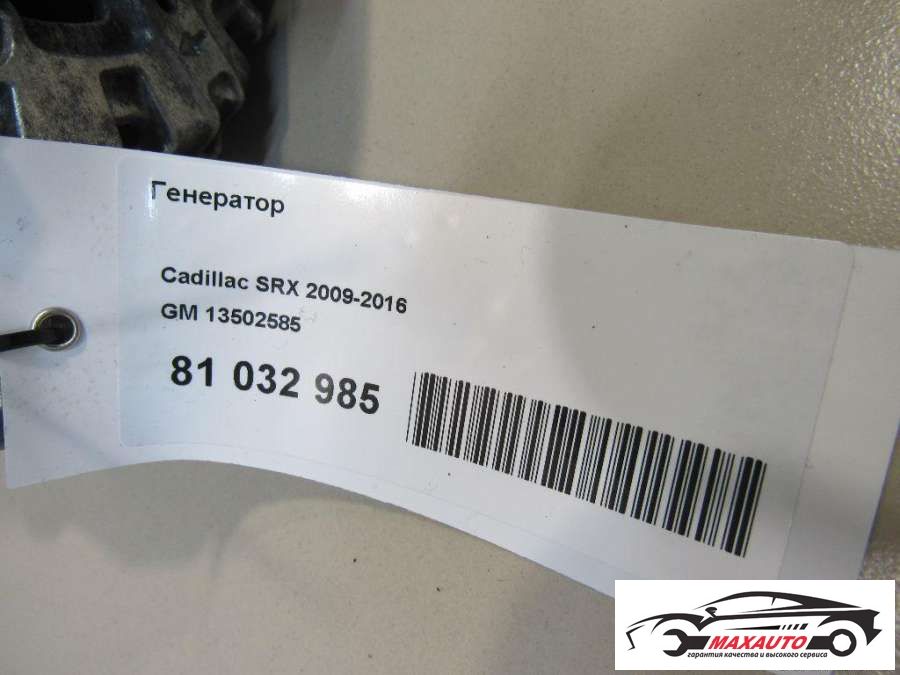 Генератор
Cadillac SRX 2009-2016
GM 13502585
81 032 985
MAXAUTO
гарантия качества и высокого сервиса